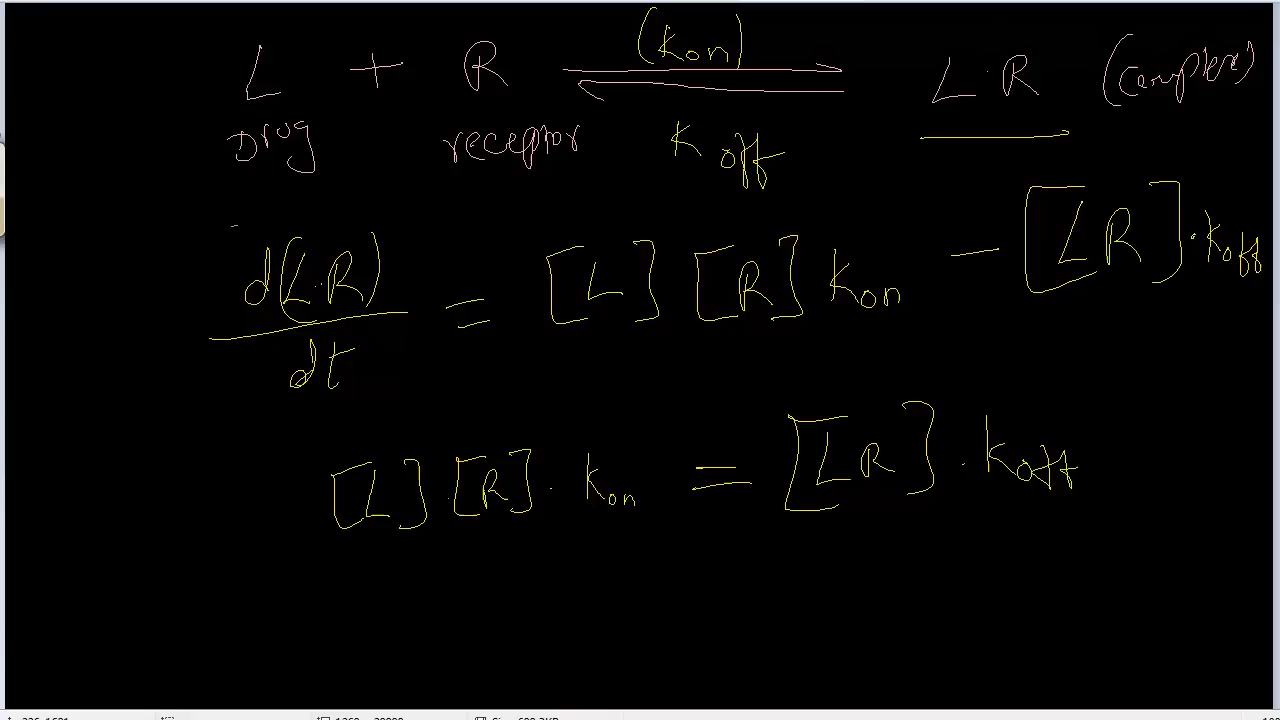 L + R ⇌ L·R (complex)
(Kon)
Drug receptor Koff
d(L·R)/dt = [L] [R] Kon - [LR]·Koff
[L] [R]·Kon = [LR]·Koff